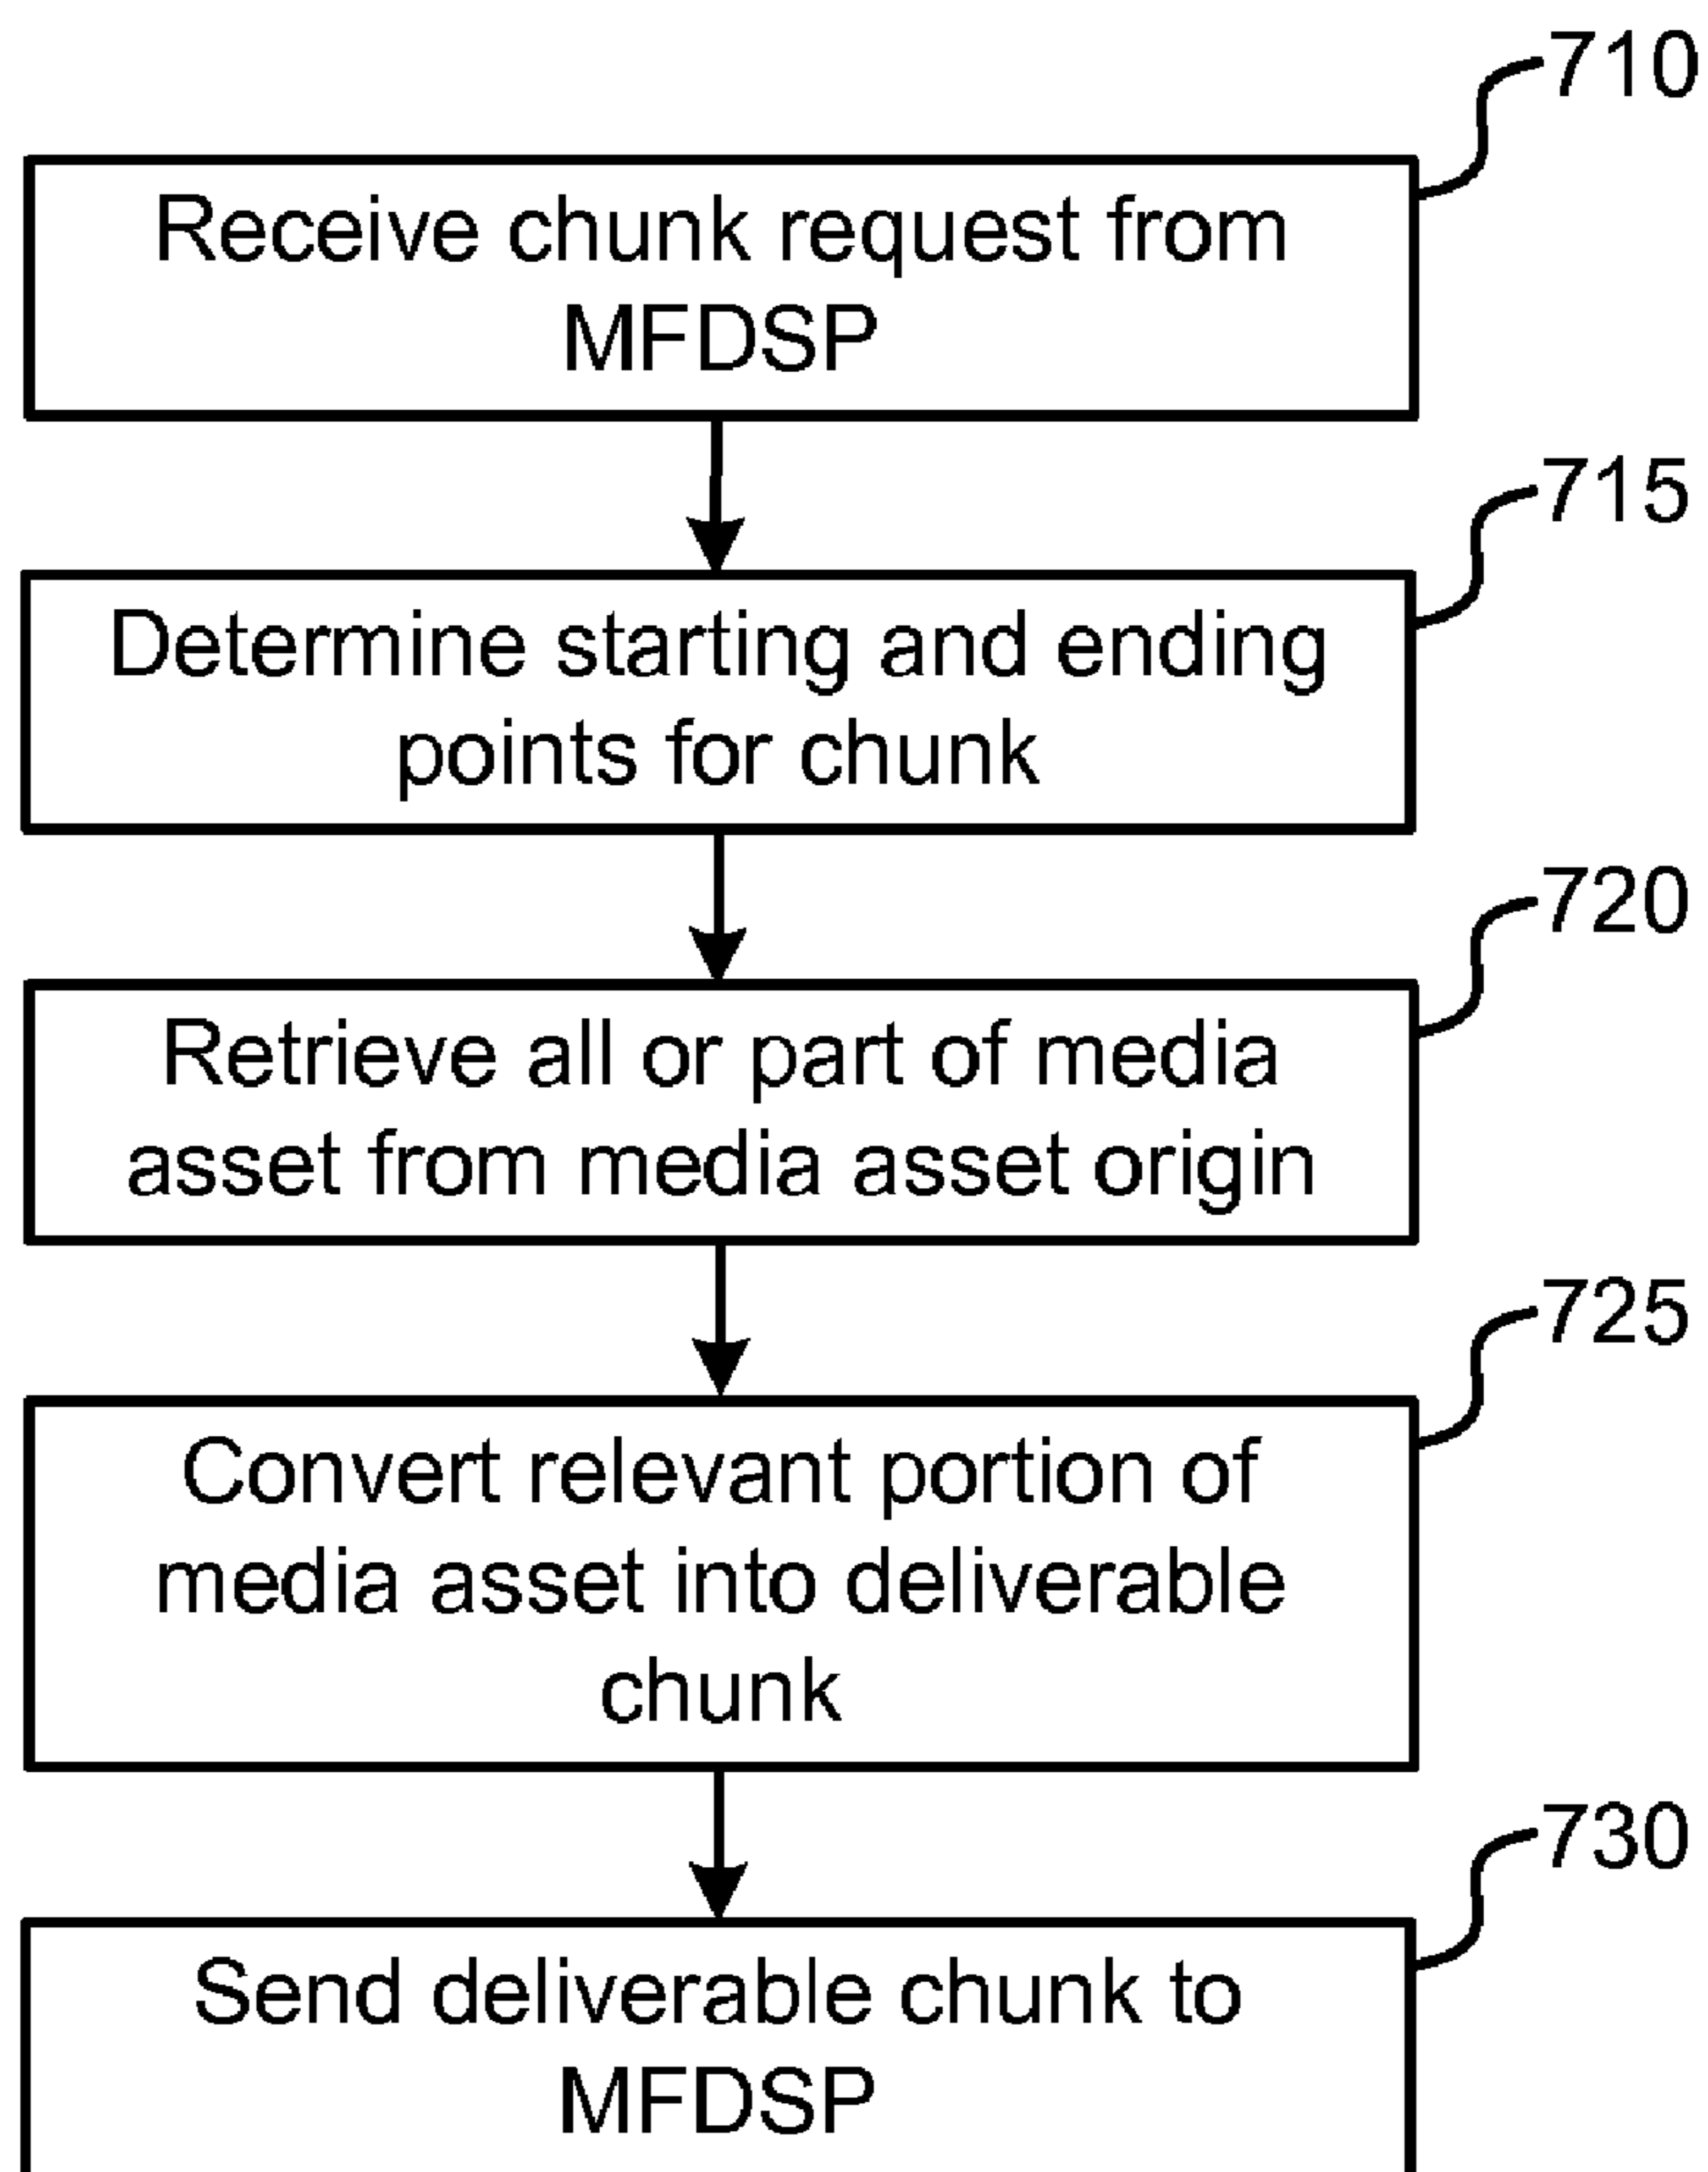 710
Receive chunk request from
MFDSP
715
Determine starting and ending
points for chunk
720
Retrieve all or part of media
asset from media asset origin
725
Convert relevant portion of
media asset into deliverable
chunk
730
Send deliverable chunk to
MFDSP